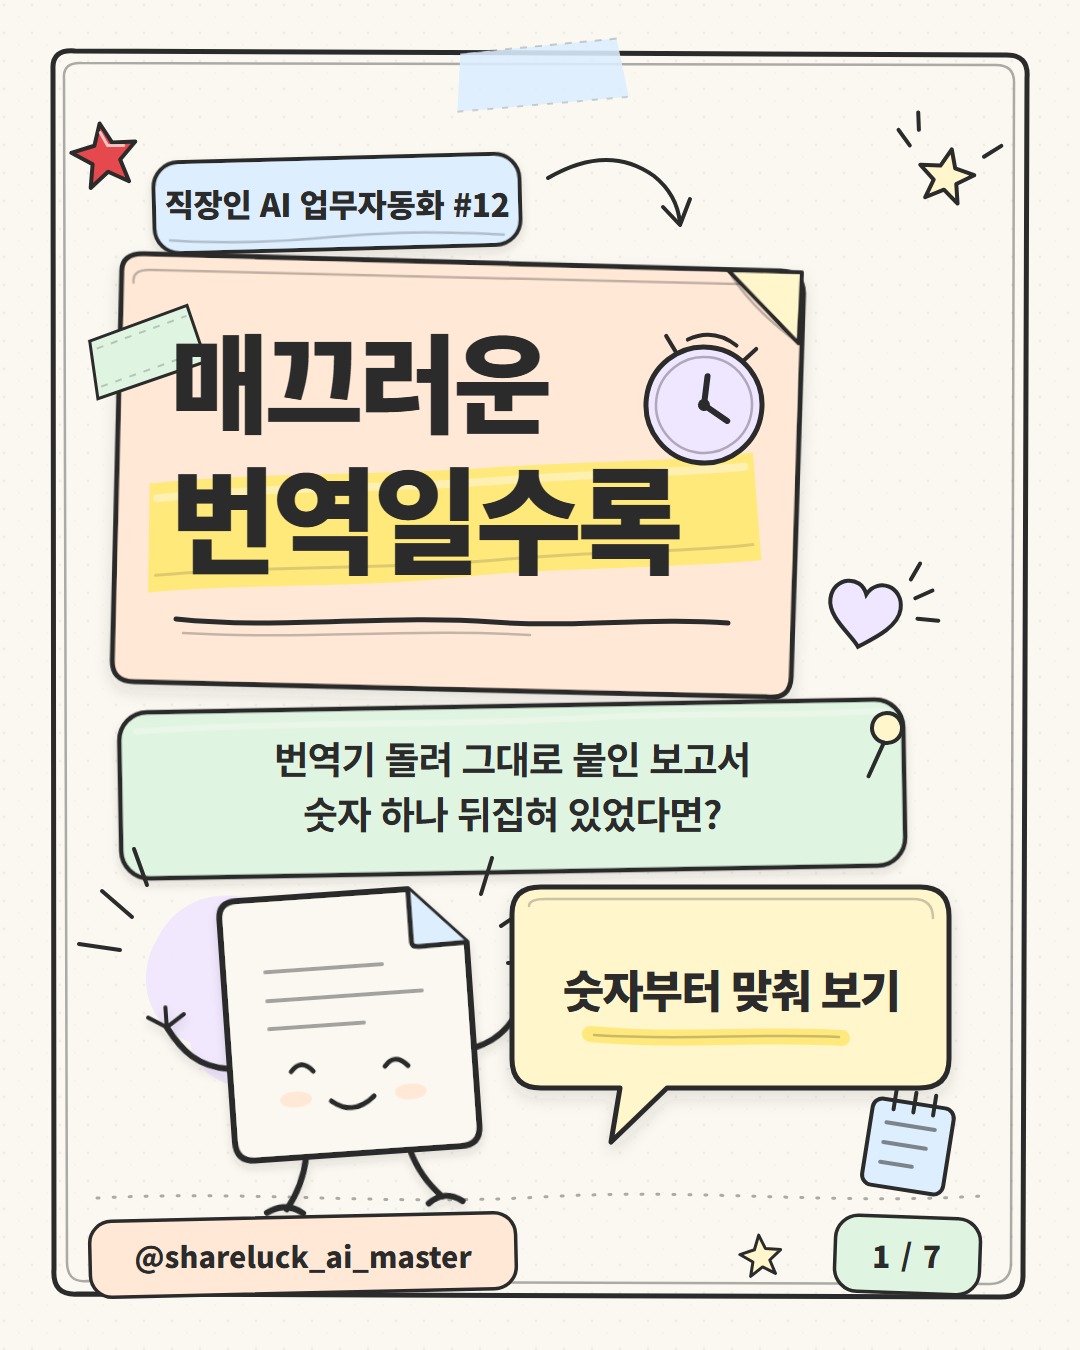 직장인 AI 업무자동화 #12
매끄러운
번역일수록
번역기 돌려 그대로 붙인 보고서
숫자 하나 뒤집혀 있었다면?
숫자부터 맞춰 보기
@shareluck_ai_master
1 / 7